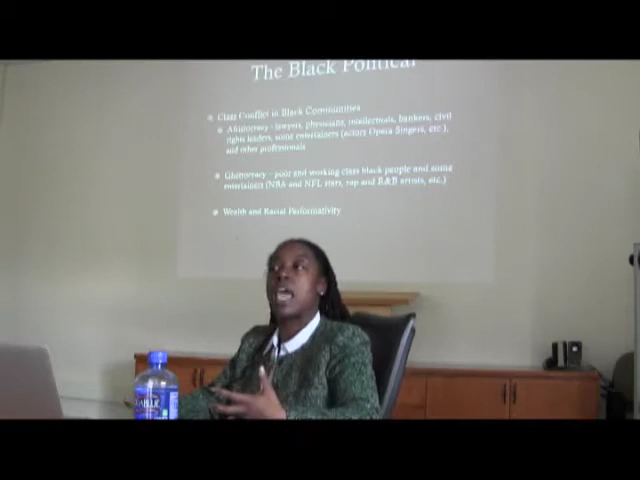 The Black Political
Class Conflict in Black Communities
Aristocracy - lawyers, physicians, intellectuals, bankers, civil
rights leaders, some entertainers (actors Opera Singers, etc.),
and other professionals
- poor and working class black people and some
entertainers (NBA and NFL stars, rap and R&B artists, etc.)
Wealth and Racial Performativity